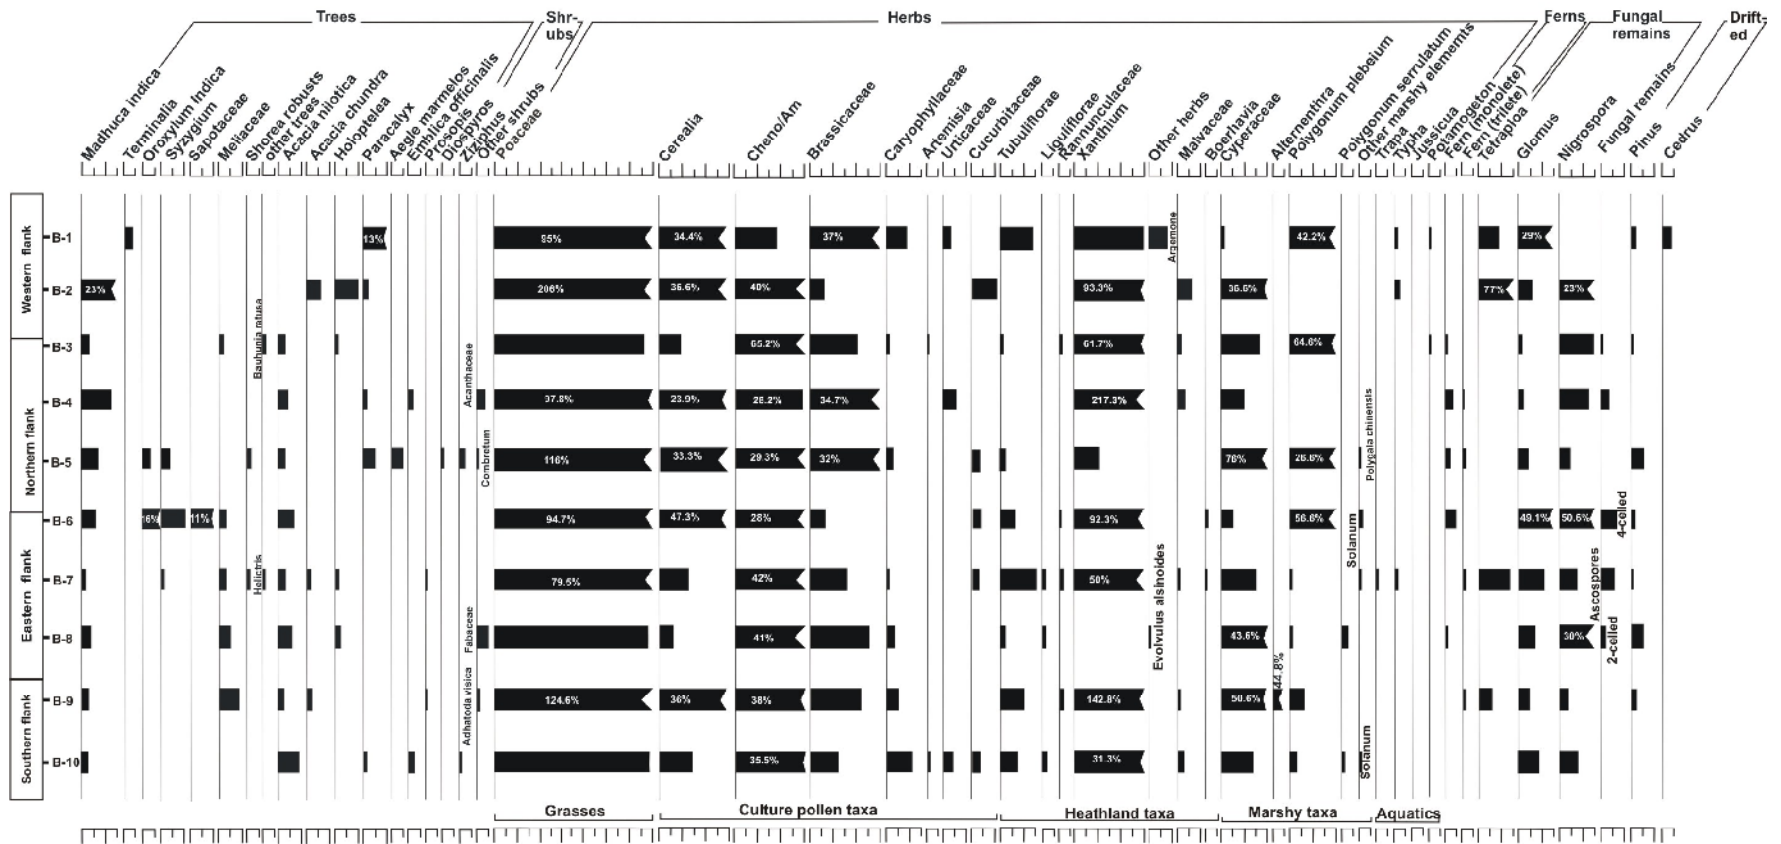 Trees
Shr-
ubs
Herbs
Ferns
Fungal
remains
Drift-
ed
Madhuca indica
Terminalia
Oroxylum Indica
Syzygium
Sapotaceae
Meliaceae
Shorea robusts
other trees
Acacia nilotica
Acacia chundra
Holoptelea
Paracalyx
Aegle marmelos
Emblica officinalis
Prosopis
Diospyros
Ziziphus
Other shrubs
Poaceae
Cerealia
Cheno/Am
Brassicaceae
Caryophyllaceae
Artemisia
Urticaceae
Cucurbitaceae
Tubuliflorae
Liguliflorae
Rannunculaceae
Xanthium
Other herbs
Malvaceae
Boerhavia
Cyperaceae
Alternenthra
Polygonum plebeium
Polygonum serrulatum
Other marshy elememts
Trapa
Typha
Jussicua
Potamogeton
Fern (monolete)
Fern (trilete)
Tetraploa
Glomus
Nigrospora
Fungal remains
Pinus
Cedrus
Western flank
Northern flank
Eastern flank
Southern flank
B-1
13%
95%
34.4%
37%
Argemone
42.2%
29%
B-2
23%
206%
36.6%
40%
93.3%
36.6%
77%
23%
Bauhunia ratusa
B-3
65.2%
61.7%
64.6%
Acanthaceae
B-4
97.8%
23.9%
28.2%
34.7%
217.3%
Polygala chinensis
B-5
Combretum
116%
33.3%
29.3%
32%
76%
26.6%
B-6
16%
11%
94.7%
47.3%
28%
92.3%
56.6%
Solanum
49.1%
50.6%
4-celled
B-7
Helictris
79.5%
42%
50%
Evolvulus alsinoides
Ascospores
B-8
Fabaceae
41%
43.6%
30%
2-celled
44.8%
B-9
Adhatoda visica
124.6%
36%
38%
142.8%
50.6%
B-10
35.5%
31.3%
Solanum
Grasses
Culture pollen taxa
Heathland taxa
Marshy taxa
Aquatics